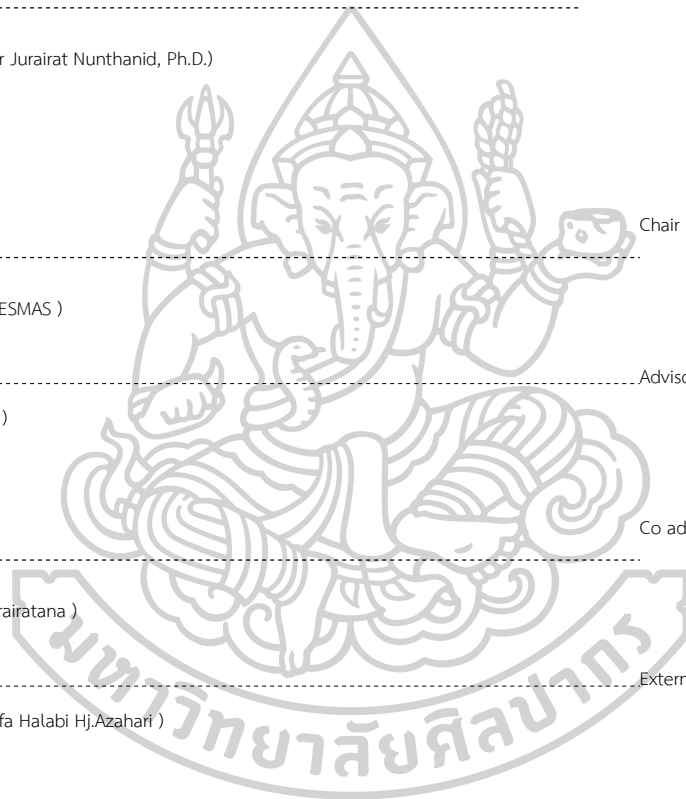 r Jurairat Nunthanid, Ph.D.)
Chair
ESMAS )
Adviso
)
Co ad
rairatana )
Extern
fa Halabi Hj.Azahari )
มหาวิทยาลัยศิลปากร